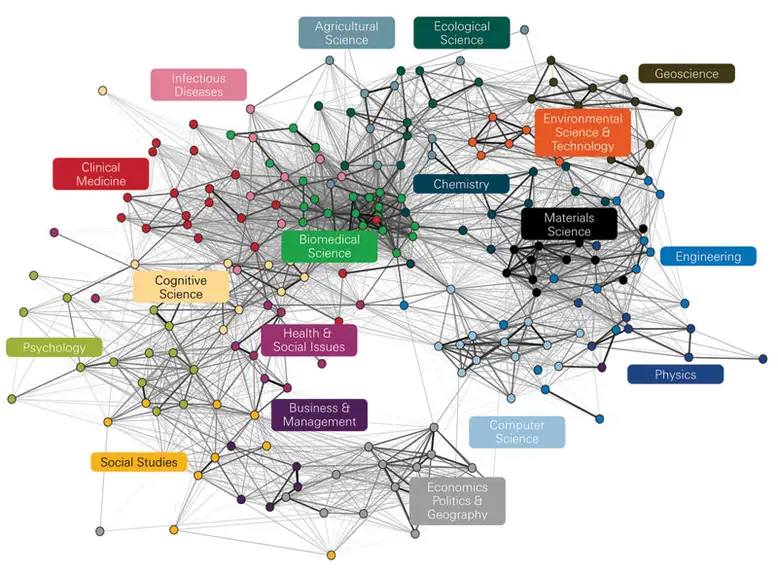 Agricultural
Science
Ecological
Science
Geoscience
Infectious
Diseases
Environmental
Science &
Technology
Clinical
Medicine
Chemistry
Materials
Science
Biomedical
Science
Engineering
Cognitive
Science
Health &
Social Issues
Psychology
Physics
Business &
Management
Computer
Science
Social Studies
Economics
Politics &
Geography